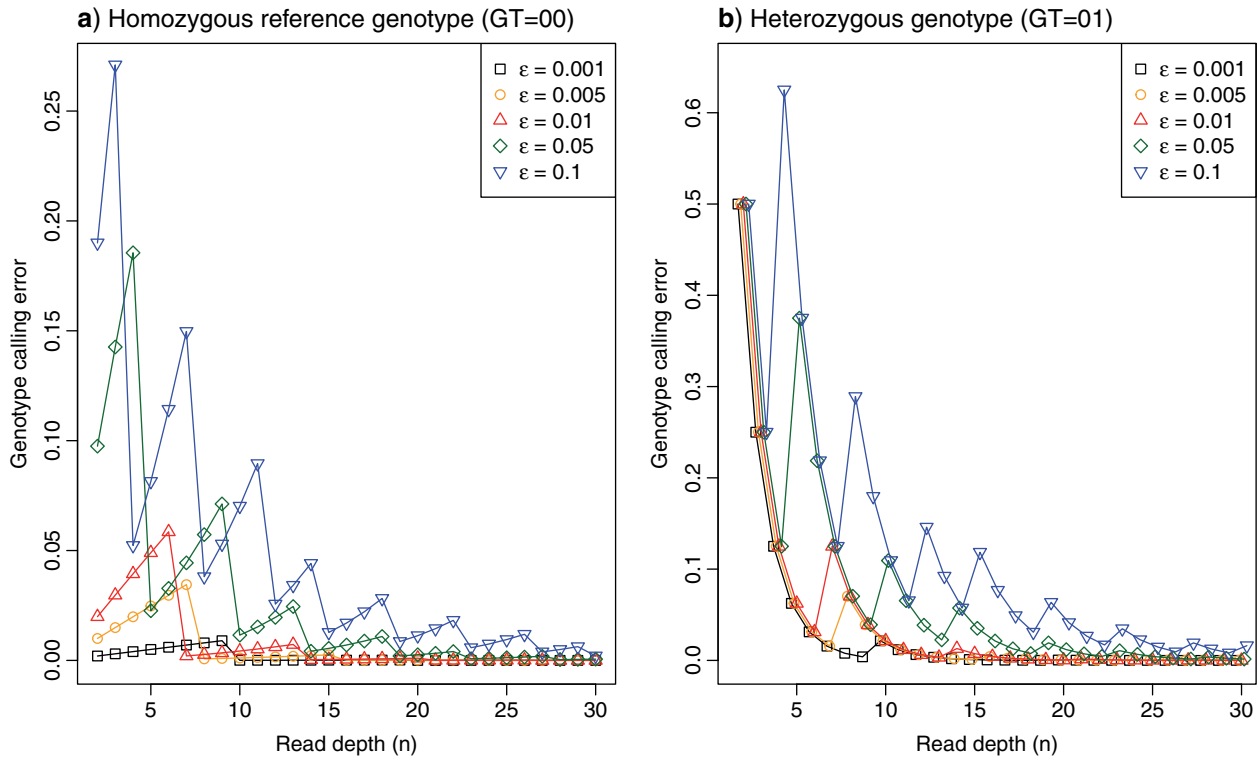 a) Homozygous reference genotype (GT=00)
ε = 0.001
ε = 0.005
ε = 0.01
ε = 0.05
ε = 0.1
Genotype calling error
0.00
0.05
0.10
0.15
0.20
0.25
5
10
15
20
25
30
Read depth (n)
b) Heterozygous genotype (GT=01)
ε = 0.001
ε = 0.005
ε = 0.01
ε = 0.05
ε = 0.1
Genotype calling error
0.0
0.1
0.2
0.3
0.4
0.5
0.6
5
10
15
20
25
30
Read depth (n)